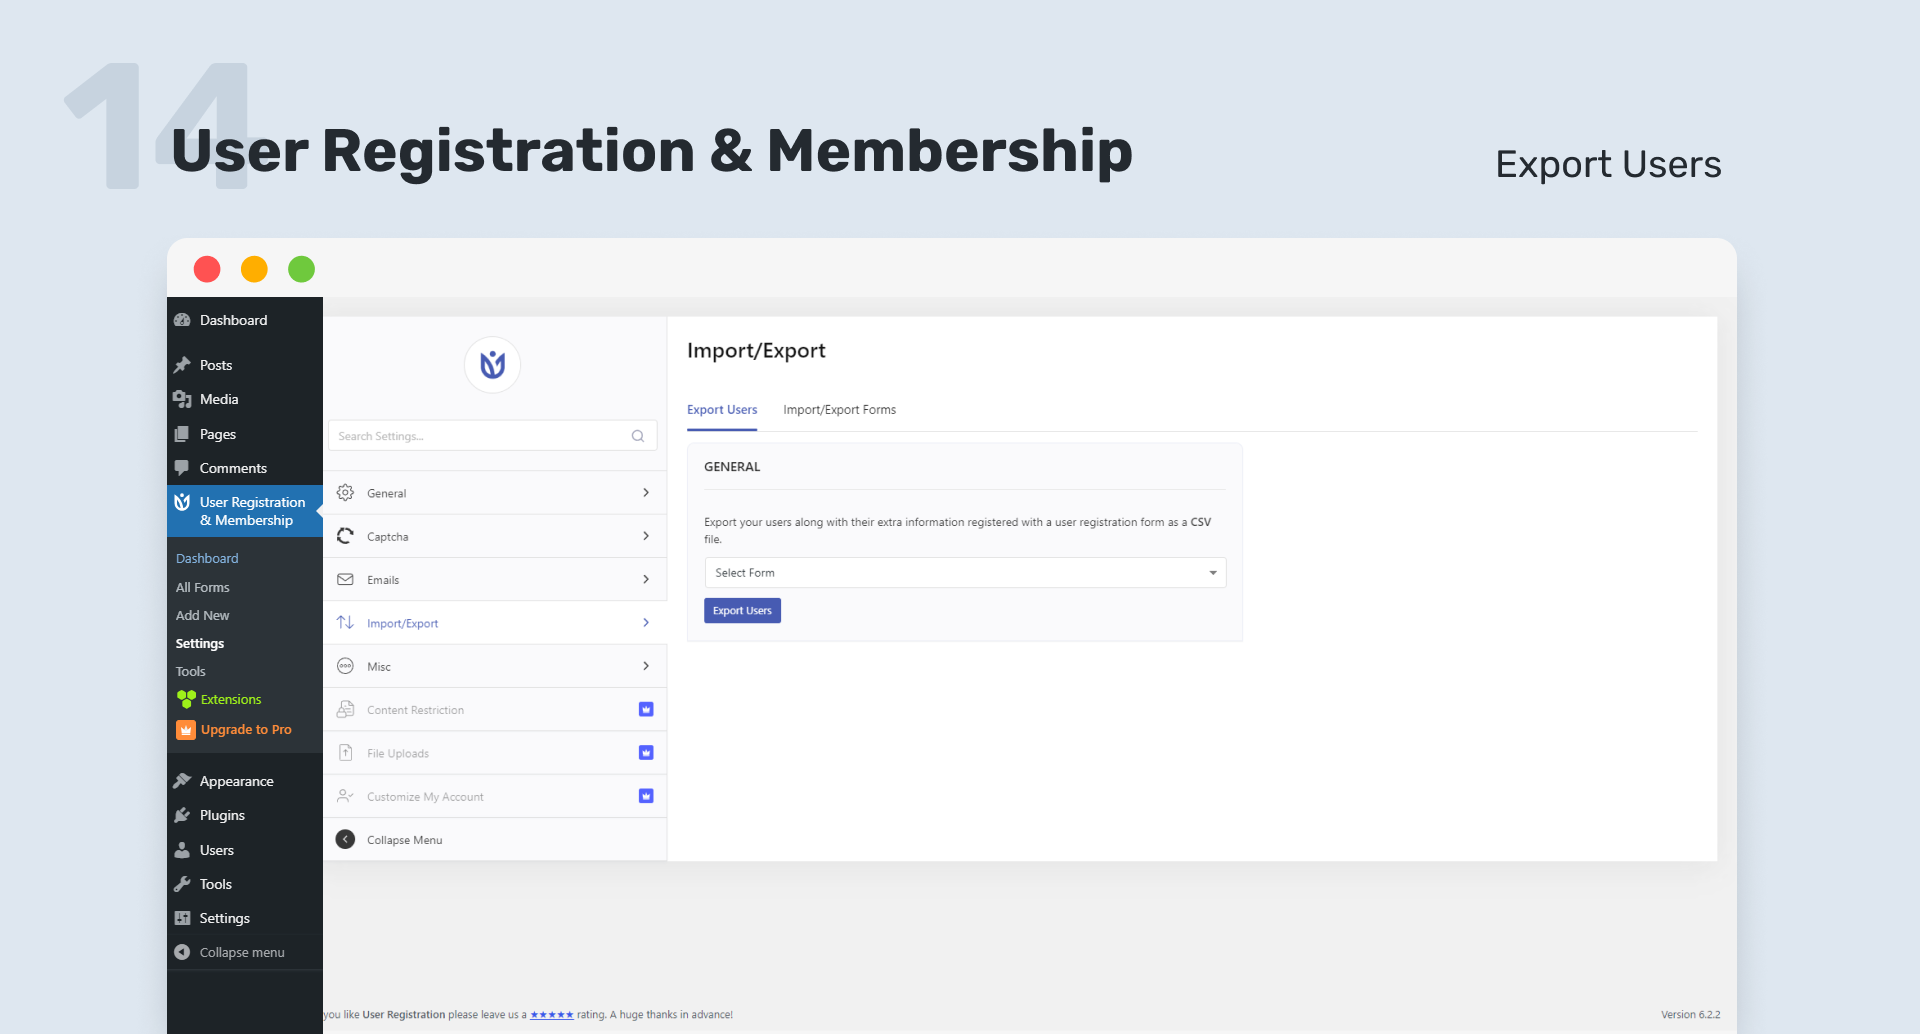 14
User Registration & Membership
Export Users
Dashboard
Posts
Media
Pages
Comments
User Registration
& Membership
Dashboard
All Forms
Add New
Settings
Tools
Extensions
Upgrade to Pro
Appearance
Plugins
Users
Tools
Settings
Collapse menu
Search Settings...
General
Captcha
Emails
Import/Export
Misc
Content Restriction
File Uploads
Customize My Account
Collapse Menu
Import/Export
Export Users
Import/Export Forms
GENERAL
Export your users along with their extra information registered with a user registration form as a CSV
file.
Select Form
Export Users
you like User Registration please leave us a ★★★★★ rating. A huge thanks in advance!
Version 6.2.2